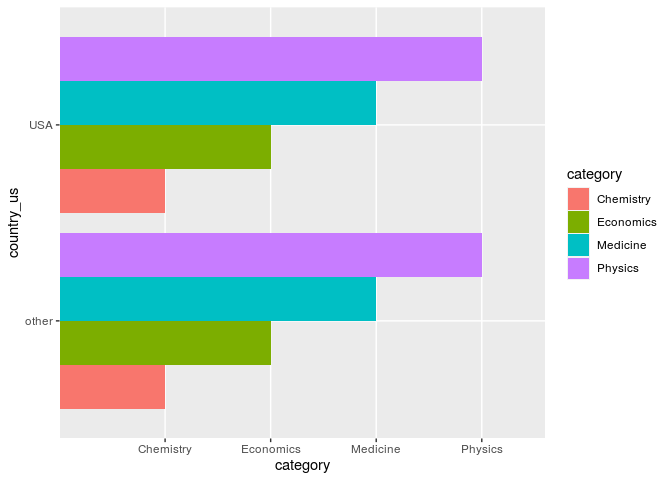 USA
other
country_us
Chemistry
Economics
Medicine
Physics
category
category
Chemistry
Economics
Medicine
Physics